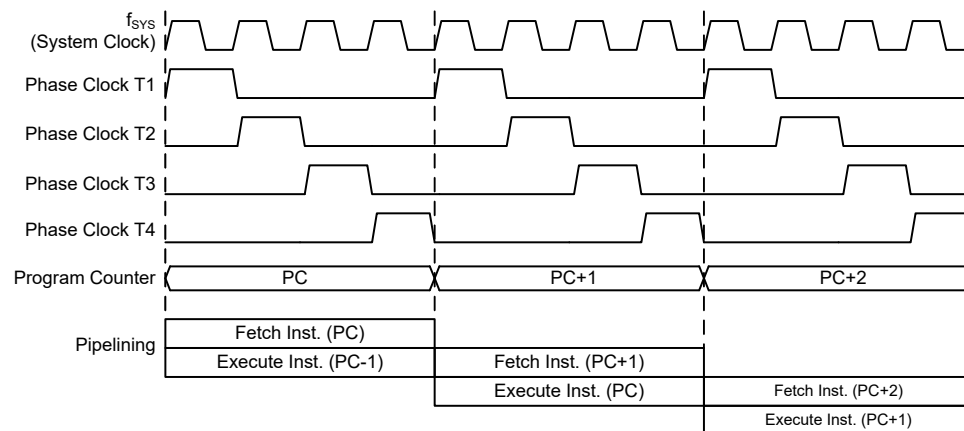 fSYS
(System Clock)
Phase Clock T1
Phase Clock T2
Phase Clock T3
Phase Clock T4
Program Counter PC PC+1 PC+2
Pipelining
Fetch Inst. (PC)
Execute Inst. (PC-1) Fetch Inst. (PC+1)
Execute Inst. (PC) Fetch Inst. (PC+2)
Execute Inst. (PC+1)